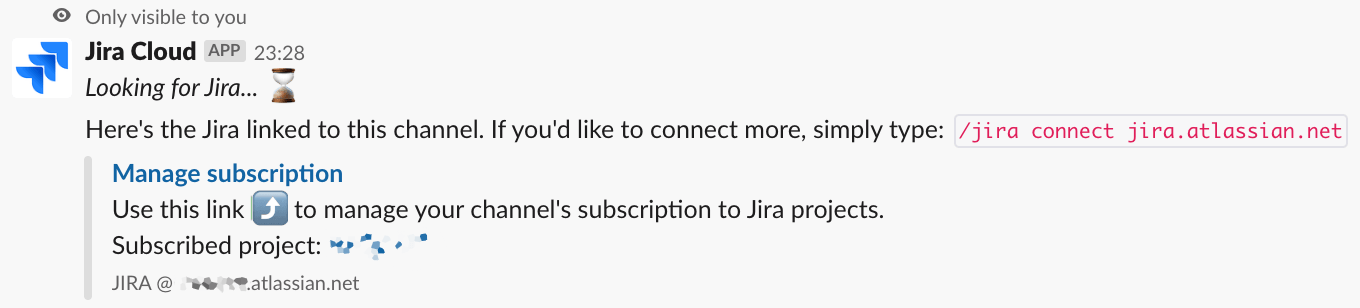 Only visible to you
Jira Cloud APP 23:28
Looking for Jira...
Here's the Jira linked to this channel. If you'd like to connect more, simply type: /jira connect jira.atlassian.net
Manage subscription
Use this link to manage your channel's subscription to Jira projects.
Subscribed project:
JIRA @ .atlassian.net